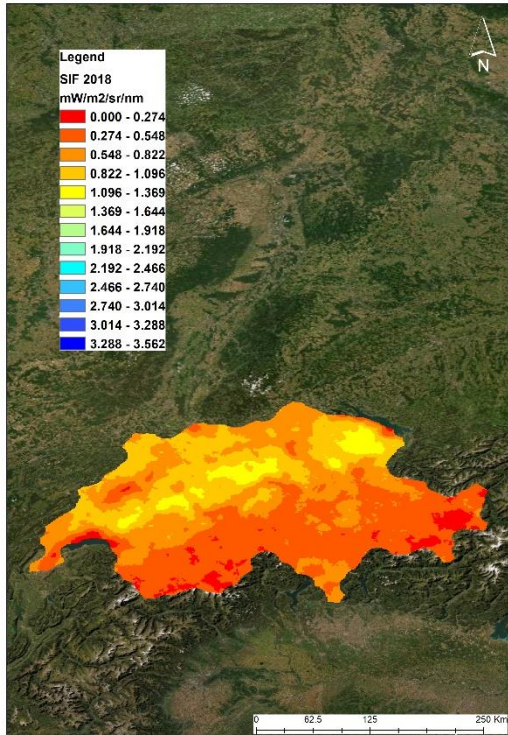 N
Legend
SIF 2018
mW/m2/sr/nm
0.000 - 0.274
0.274 - 0.548
0.548 - 0.822
0.822 - 1.096
1.096 - 1.369
1.369 - 1.644
1.644 - 1.918
1.918 - 2.192
2.192 - 2.466
2.466 - 2.740
2.740 - 3.014
3.014 - 3.288
3.288 - 3.562
0 62.5 125 250 Km